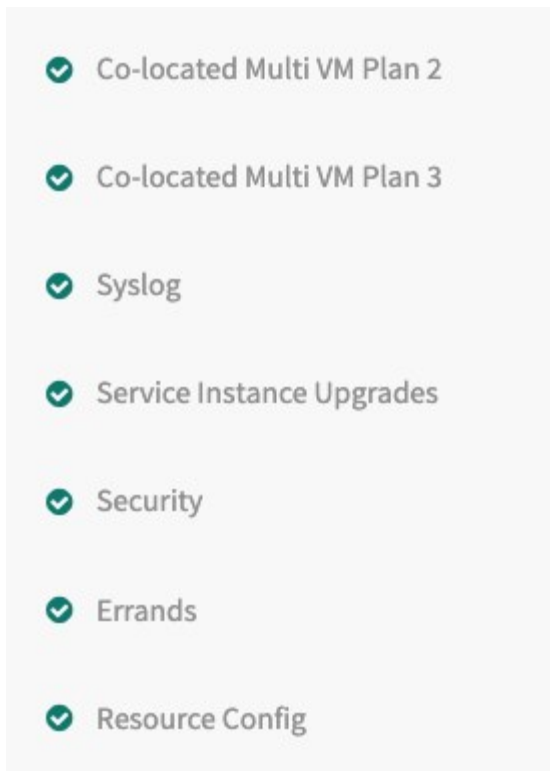 Co-located Multi VM Plan 2
Co-located Multi VM Plan 3
Syslog
Service Instance Upgrades
Security
Errands
Resource Config